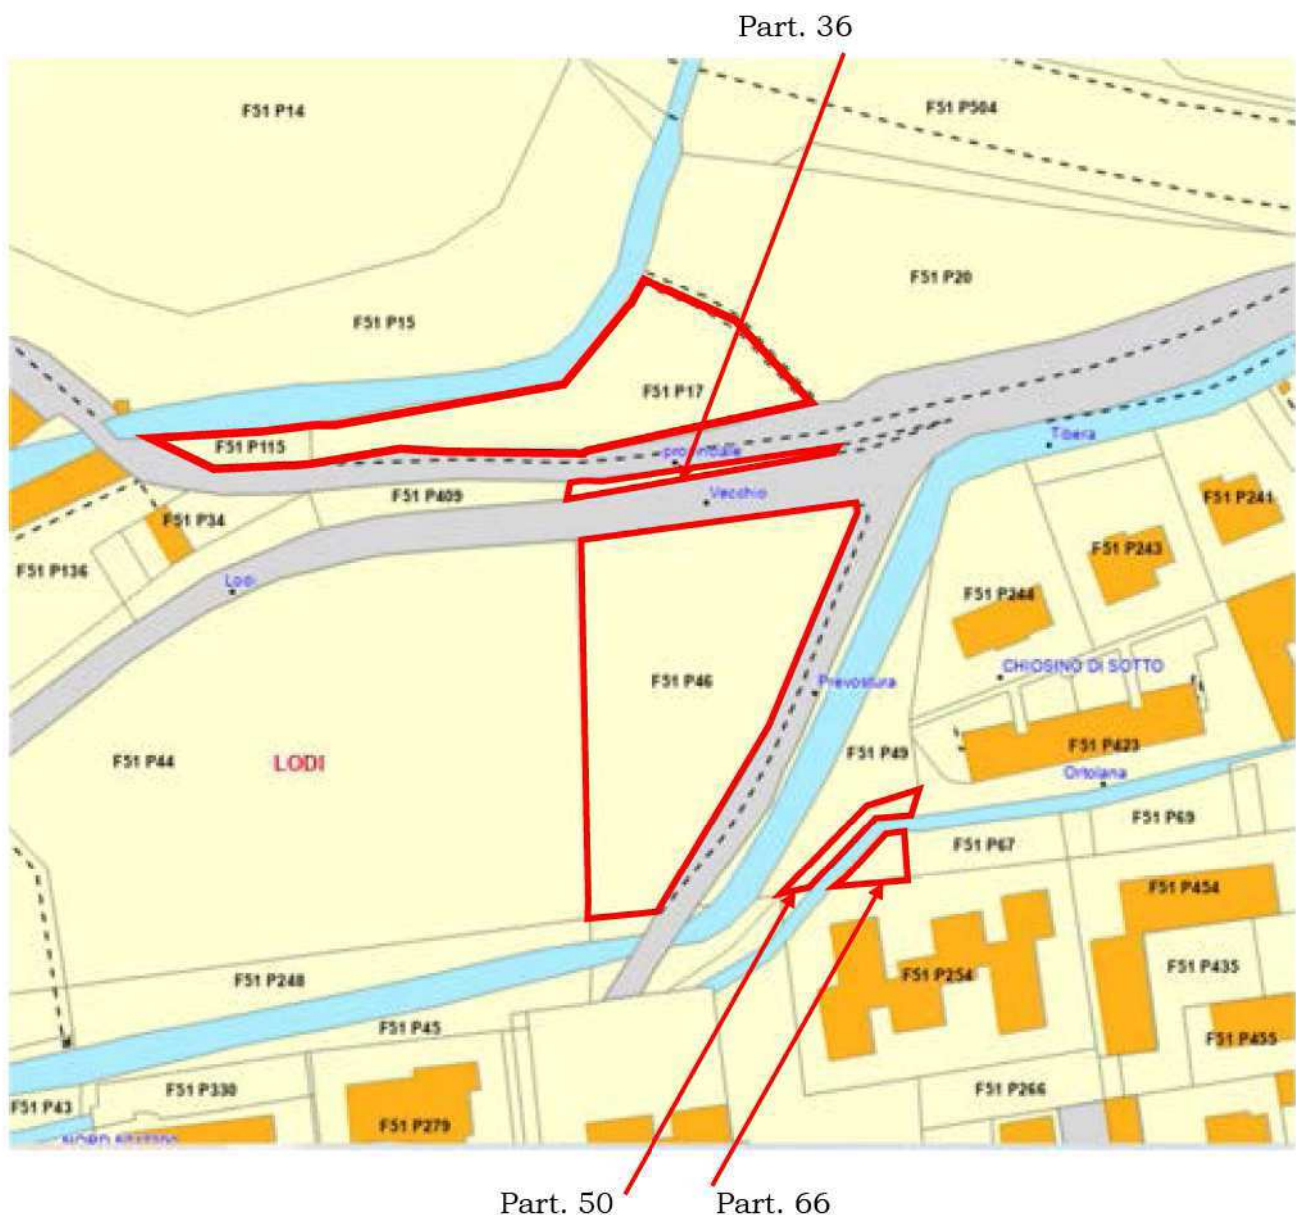 Part. 36
F51 P14
F51 P504
F51 P20
F51 P15
F51 P17
F51 P115
Tibera
provinciale
F51 P409
Vecchio
F51 P241
F51 P34
F51 P243
F51 P136
Lodi
F51 P244
CHIOSINO DI SOTTO
F51 P46
Prevostura
F51 P44
LODI
F51 P49
F51 P423
Ortolana
F51 P69
F51 P67
F51 P454
F51 P248
F51 P254
F51 P435
F51 P45
F51 P455
F51 P330
F51 P266
F51 P43
F51 P279
Part. 50
Part. 66